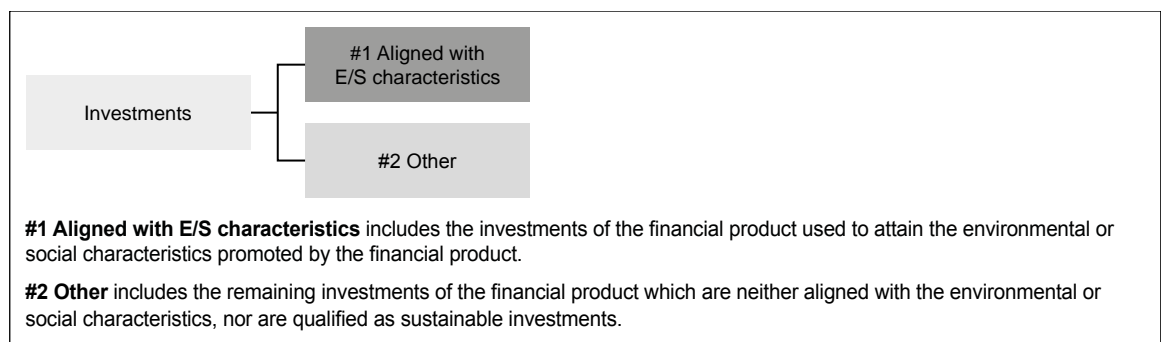 #1 Aligned with
E/S characteristics
Investments
#2 Other
#1 Aligned with E/S characteristics includes the investments of the financial product used to attain the environmental or
social characteristics promoted by the financial product.
#2 Other includes the remaining investments of the financial product which are neither aligned with the environmental or
social characteristics, nor are qualified as sustainable investments.